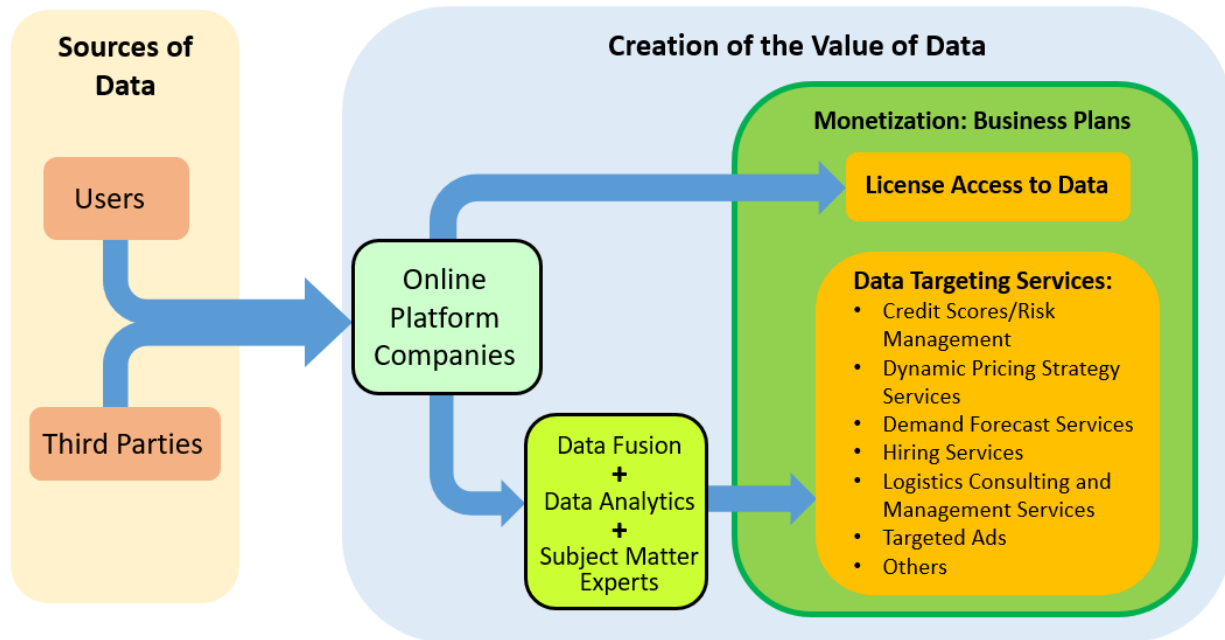 Sources of
Data
Users
Third Parties
Creation of the Value of Data
Online
Platform
Companies
Data Fusion
+
Data Analytics
+
Subject Matter
Experts
Monetization: Business Plans
License Access to Data
Data Targeting Services:
• Credit Scores/Risk
Management
• Dynamic Pricing Strategy
Services
• Demand Forecast Services
• Hiring Services
• Logistics Consulting and
Management Services
• Targeted Ads
• Others